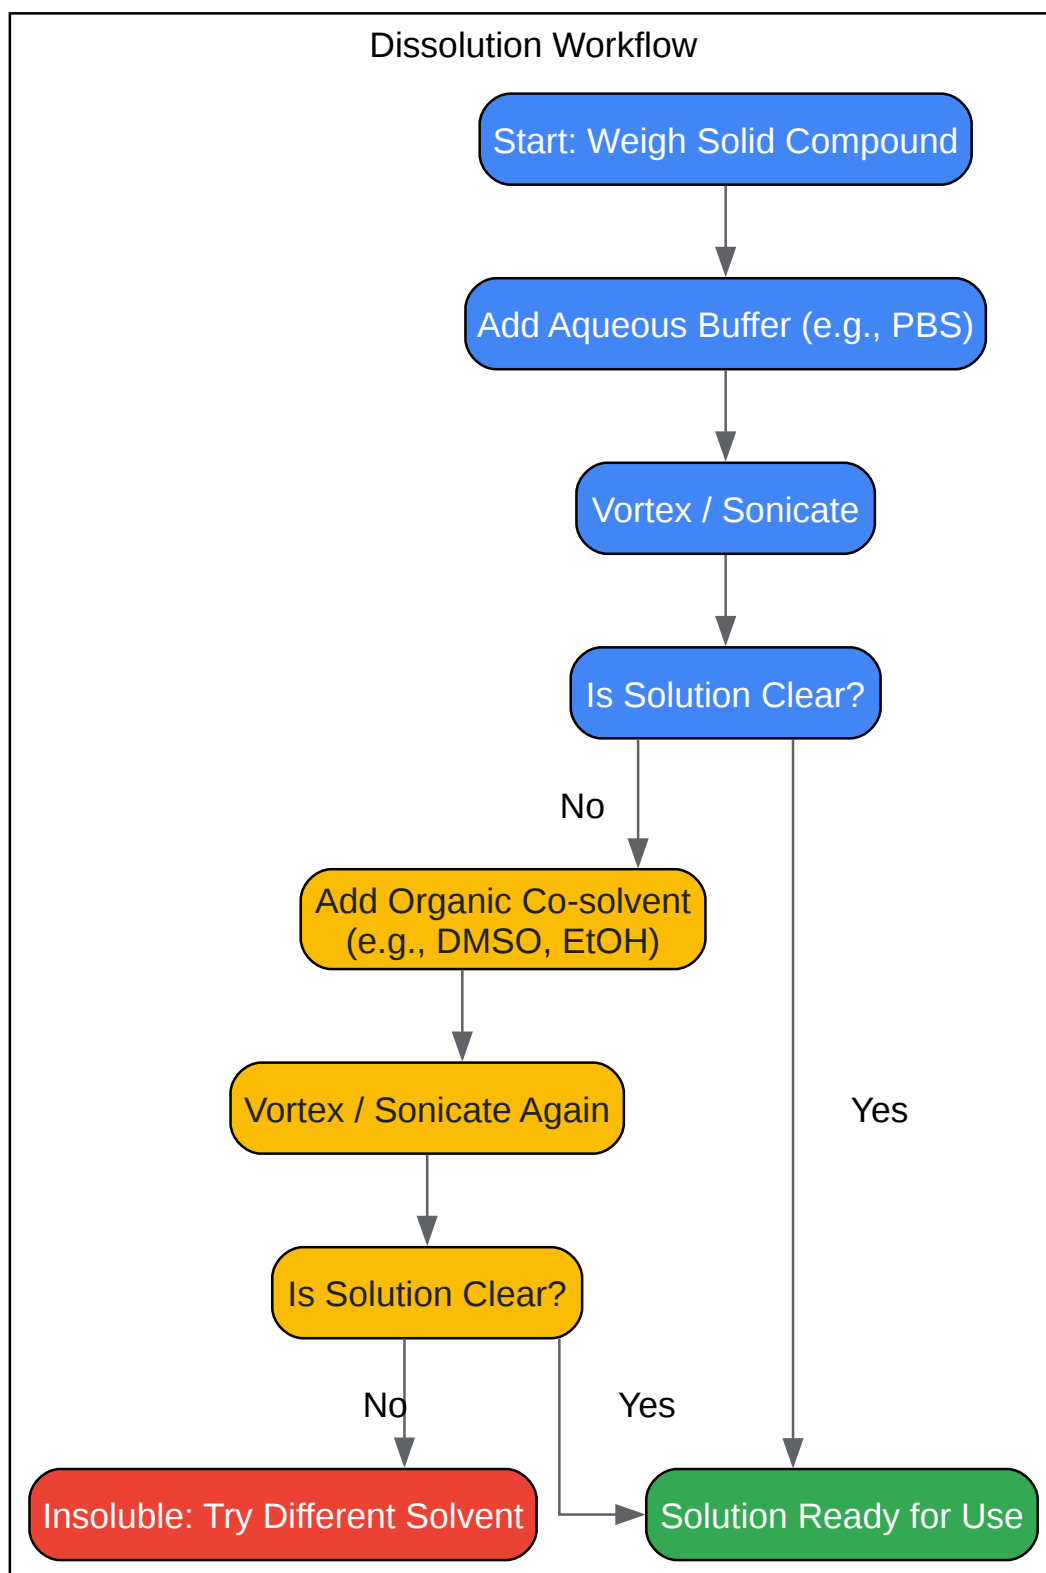 Dissolution Workflow
Start: Weigh Solid Compound
Add Aqueous Buffer (e.g., PBS)
Vortex / Sonicate
Is Solution Clear?
No
Add Organic Co-solvent
(e.g., DMSO, EtOH)
Vortex / Sonicate Again
Yes
Is Solution Clear?
No
Yes
Insoluble: Try Different Solvent
Solution Ready for Use